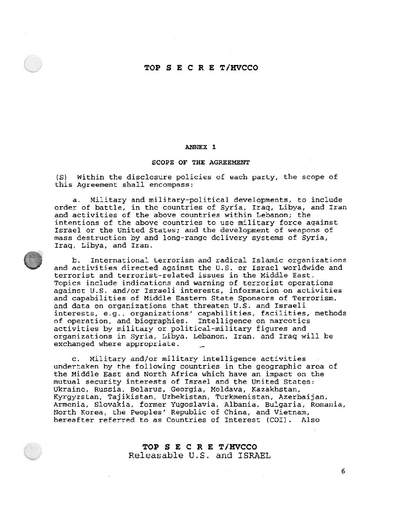 TOP S E C R E T/HVCCO
ANNEX 1
SCOPE OF THE AGREEMENT
(S) Within the disclosure policies of each party, the scope of
this Agreement shall encompass:
a. Military and military-political developments, to include
order of battle, in the countries of Syria, Iraq, Libya, and Iran
and activities of the above countries within Lebanon; the
intentions of the above countries to use military force against
Israel or the United States; and the development of weapons of
mass destruction by and long-range delivery systems of Syria,
Iraq, Libya, and Iran.
b. International terrorism and radical Islamic organizations
and activities directed against the U.S. or Israel worldwide and
terrorist and terrorist-related issues in the Middle East.
Topics include indications and warning of terrorist operations
against U.S. and/or Israeli interests, information on activities
and capabilities of Middle Eastern State Sponsors of Terrorism,
and data on organizations that threaten U.S. and Israeli
interests, e.g., organizations' capabilities, facilities, methods
of operation, and biographies. Intelligence on narcotics
activities by military or political-military figures and
organizations in Syria, Libya, Lebanon, Iran, and Iraq will be
exchanged where appropriate.
c. Military and/or military intelligence activities
undertaken by the following countries in the geographic area of
the Middle East and North Africa which have an impact on the
mutual security interests of Israel and the United States:
Ukraine, Russia, Belarus, Georgia, Moldava, Kazakhstan,
Kyrgyzstan, Tajikistan, Uzbekistan, Turkmenistan, Azerbaijan,
Armenia, Slovakia, former Yugoslavia, Albania, Bulgaria, Romania,
North Korea, the Peoples' Republic of China, and Vietnam,
hereafter referred to as Countries of Interest (COI). Also
TOP S E C R E T/HVCCO
Releasable U.S. and ISRAEL
6